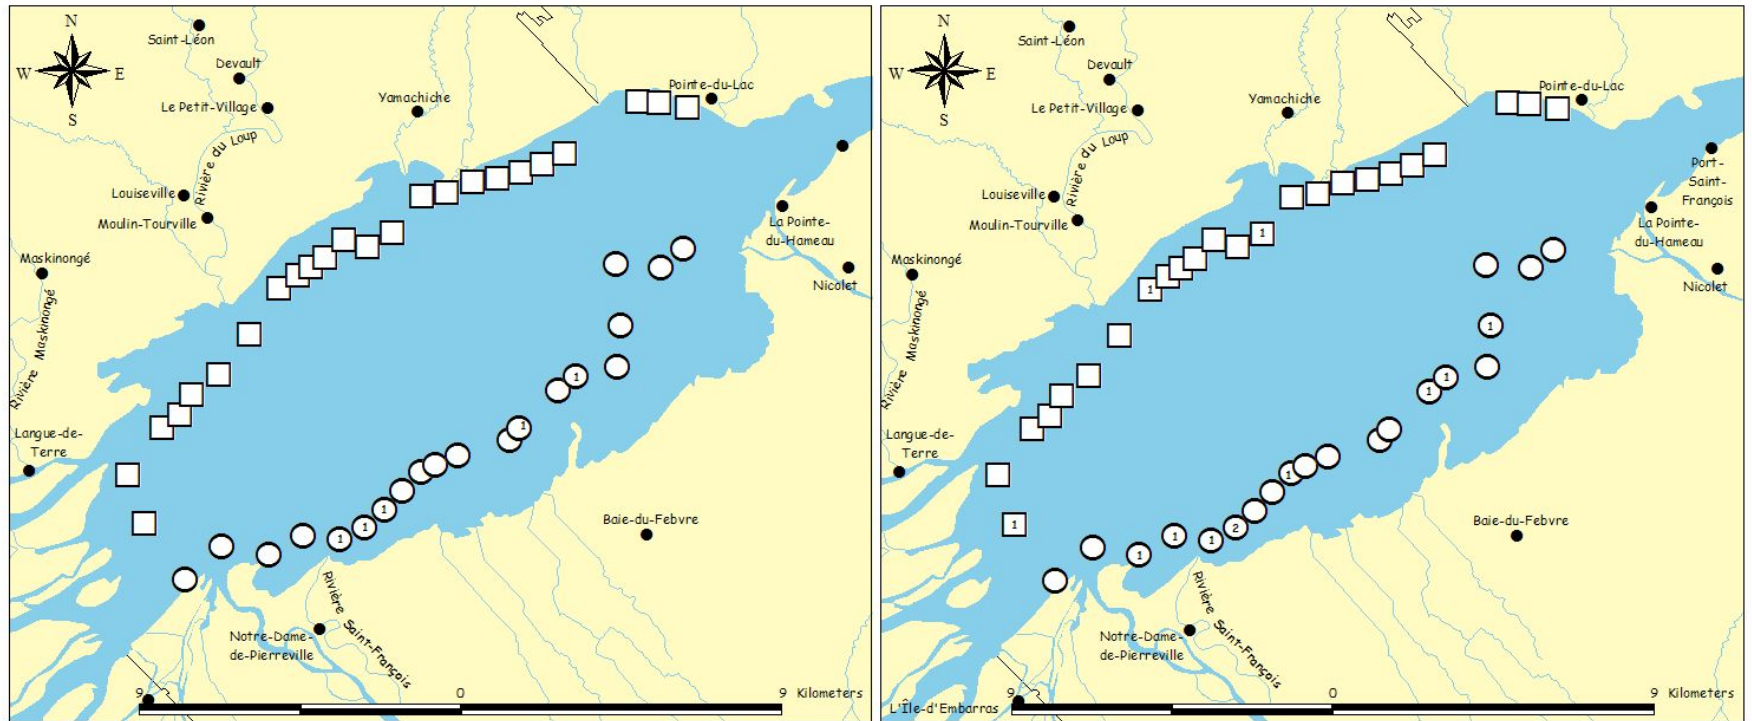 N
Saint-Léon
Devault
W E
Pointe-du-Lac
Yamachiche
Le Petit-Village
S
Rivière du Loup
Louiseville
Moulin-Tourville
La Pointe-
du-Hameau
Maskinongé
Nicolet
Rivière Maskinongé
1
1
Langue-de-
Terre
1
1
1
Baie-du-Febvre
Rivière
Saint-François
Notre-Dame-
de-Pierreville
9 0 9 Kilometers
N
Saint-Léon
Devault
W E
Pointe-du-Lac
Yamachiche
Le Petit-Village
S
Rivière du Loup
Port-
Saint-
François
Louiseville
Moulin-Tourville
La Pointe-
du-Hameau
1
Maskinongé
Nicolet
1
Rivière Maskinongé
1
1
1
Langue-de-
Terre
1
1
2
1
1
1
Baie-du-Febvre
Rivière
Saint-François
Notre-Dame-
de-Pierreville
9 0 9 Kilometers
L'Île-d'Embarras